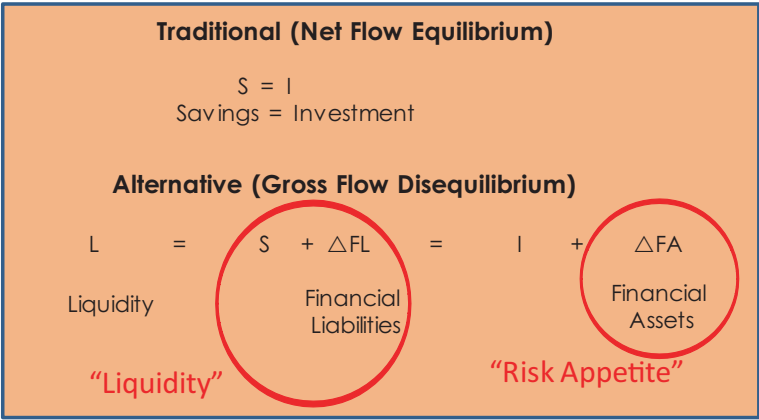 Traditional (Net Flow Equilibrium)
S = I
Savings = Investment
Alternative (Gross Flow Disequilibrium)
L = S + △FL = I + △FA
Liquidity Financial Liabilities Financial Assets
"Liquidity" "Risk Appetite"